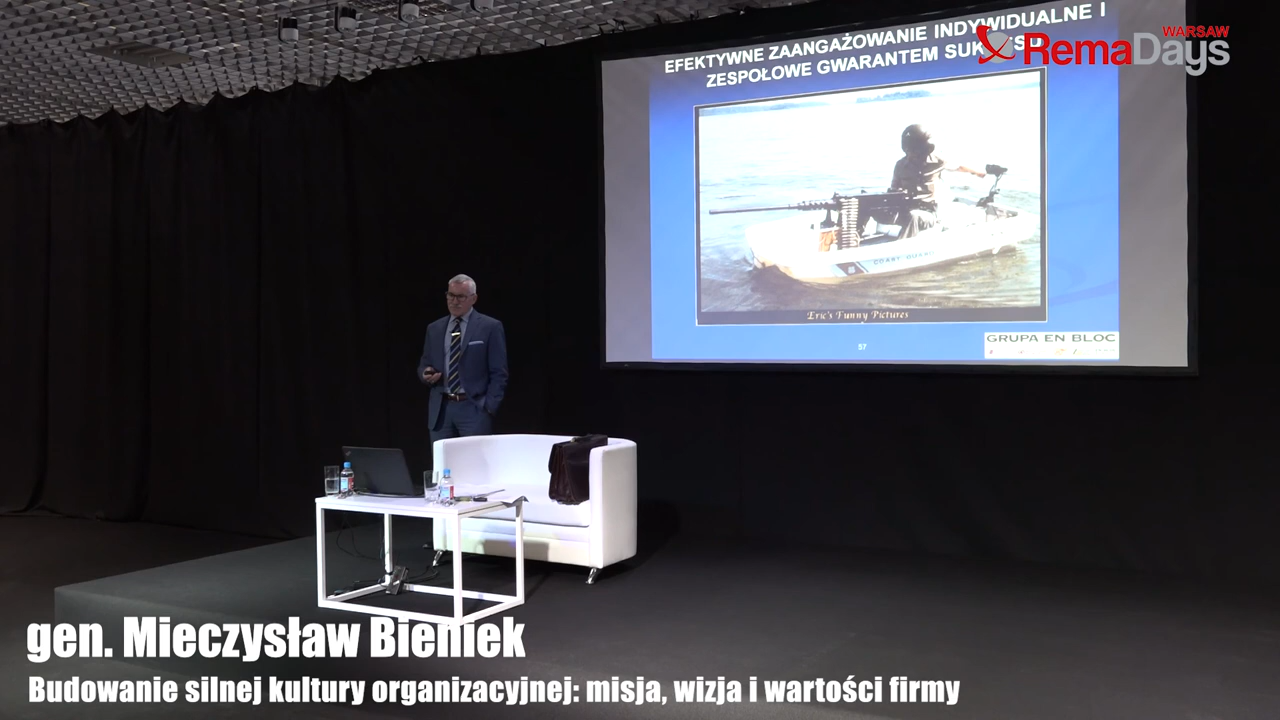 WARSAW
RemaDays
EFEKTYWNE ZAANGAŻOWANIE INDYWIDUALNE I
ZESPOŁOWE GWARANTEM
COAST GUARD
Eric's Funny Pictures
57
GRUPA EN BLOC
gen. Mieczysław Bieniek
Budowanie silnej kultury organizacyjnej: misja, wizja i wartości firmy